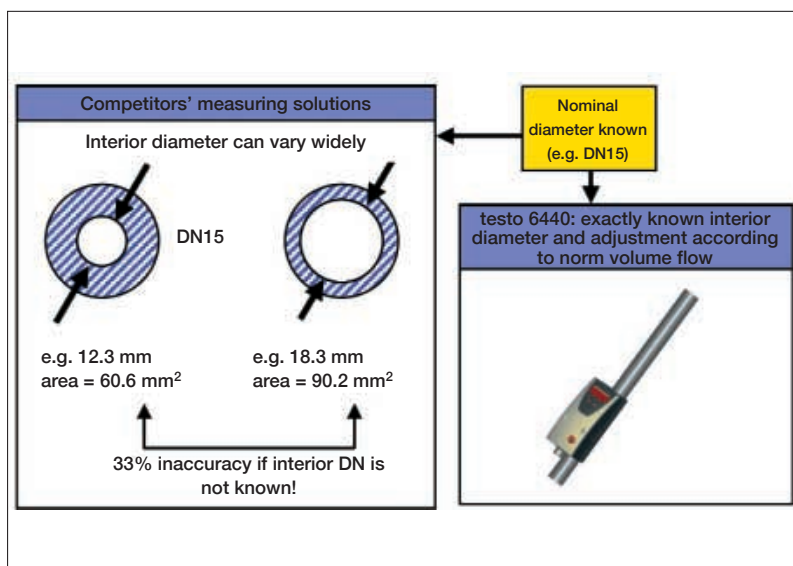 Competitors' measuring solutions
Interior diameter can vary widely
DN15
e.g. 12.3 mm
area = 60.6 mm²
e.g. 18.3 mm
area = 90.2 mm²
33% inaccuracy if interior DN is
not known!
Nominal
diameter known
(e.g. DN15)
testo 6440: exactly known interior
diameter and adjustment according
to norm volume flow